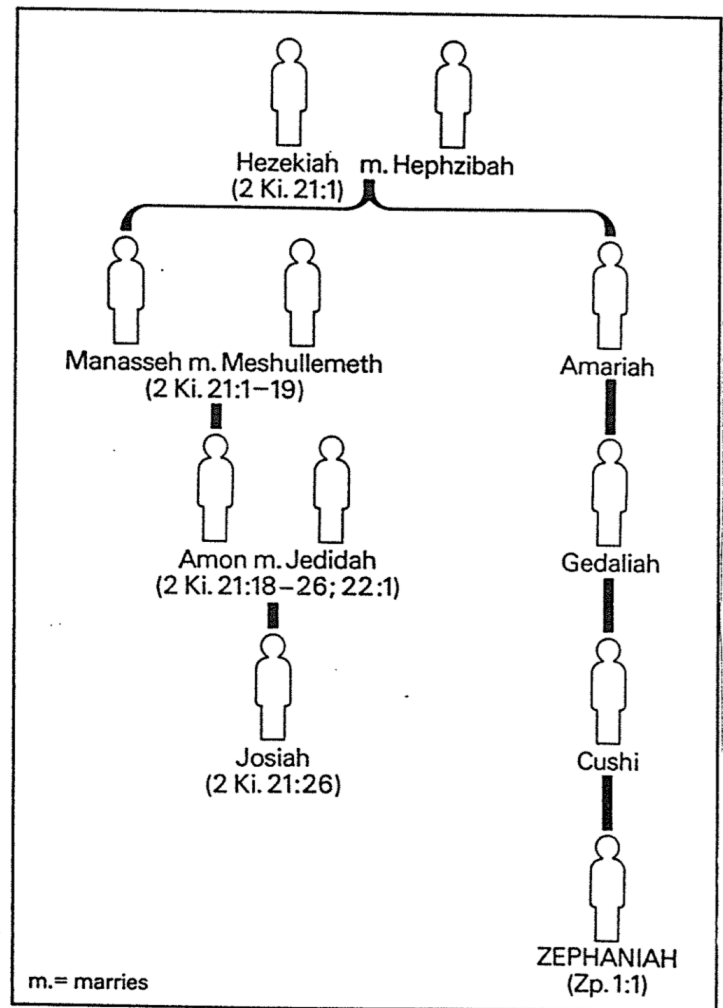 Hezekiah m. Hephzibah
(2 Ki. 21:1)
Manasseh m. Meshullemeth
(2 Ki. 21:1–19)
Amariah
Amon m. Jedidah
(2 Ki. 21:18–26; 22:1)
Gedaliah
Josiah
(2 Ki. 21:26)
Cushi
ZEPHANIAH
(Zp. 1:1)
m.= marries